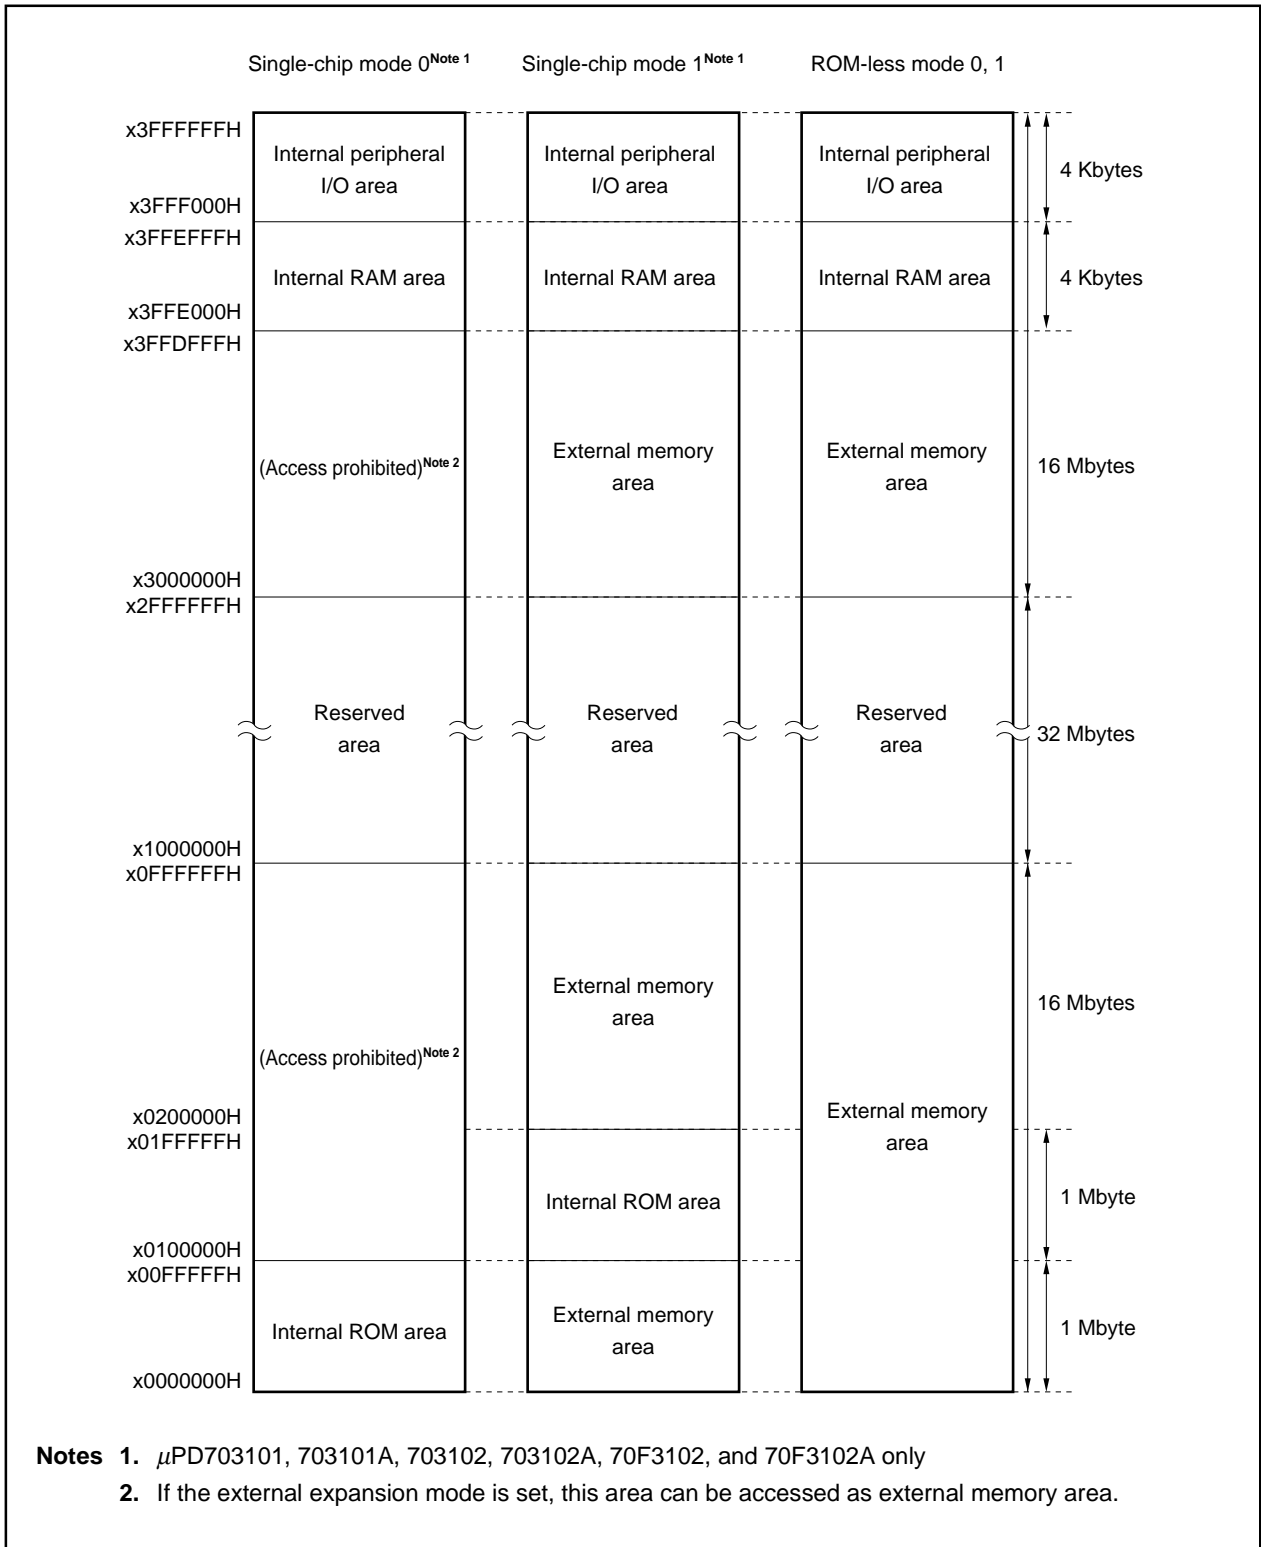 Single-chip mode 0Note 1 Single-chip mode 1Note 1 ROM-less mode 0, 1
x3FFFFFFH
Internal peripheral Internal peripheral Internal peripheral
I/O area I/O area I/O area
4 Kbytes
x3FFF000H
x3FFEFFFH
Internal RAM area Internal RAM area Internal RAM area 4 Kbytes
x3FFE000H
x3FFDFFFH
(Access prohibited)Note 2
External memory External memory
area area
16 Mbytes
x3000000H
x2FFFFFFH
Reserved Reserved Reserved
area area area
32 Mbytes
x1000000H
x0FFFFFFH
External memory
area
16 Mbytes
(Access prohibited)Note 2
x0200000H
x01FFFFFH
External memory
area
Internal ROM area 1 Mbyte
x0100000H
x00FFFFFH
Internal ROM area
External memory
area
1 Mbyte
x0000000H
Notes 1. μPD703101, 703101A, 703102, 703102A, 70F3102, and 70F3102A only
2. If the external expansion mode is set, this area can be accessed as external memory area.